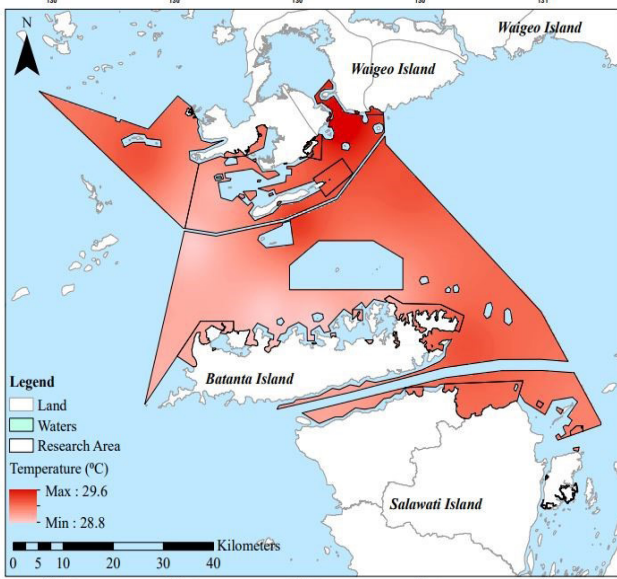 N
Waigeo Island
Waigeo Island
Batanta Island
Salawati Island
Legend
Land
Waters
Research Area
Temperature (⁰C)
Max : 29.6
Min : 28.8
Kilometers
0 5 10 20 30 40